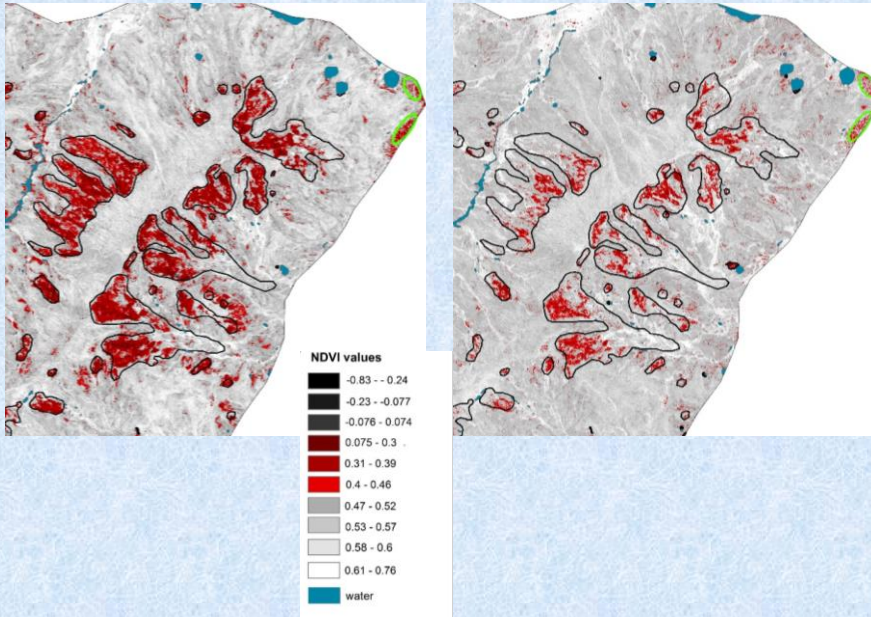 NDVI values
-0.83 - - 0.24
-0.23 - -0.077
-0.076 - 0.074
0.075 - 0.3
0.31 - 0.39
0.4 - 0.46
0.47 - 0.52
0.53 - 0.57
0.58 - 0.6
0.61 - 0.76
water